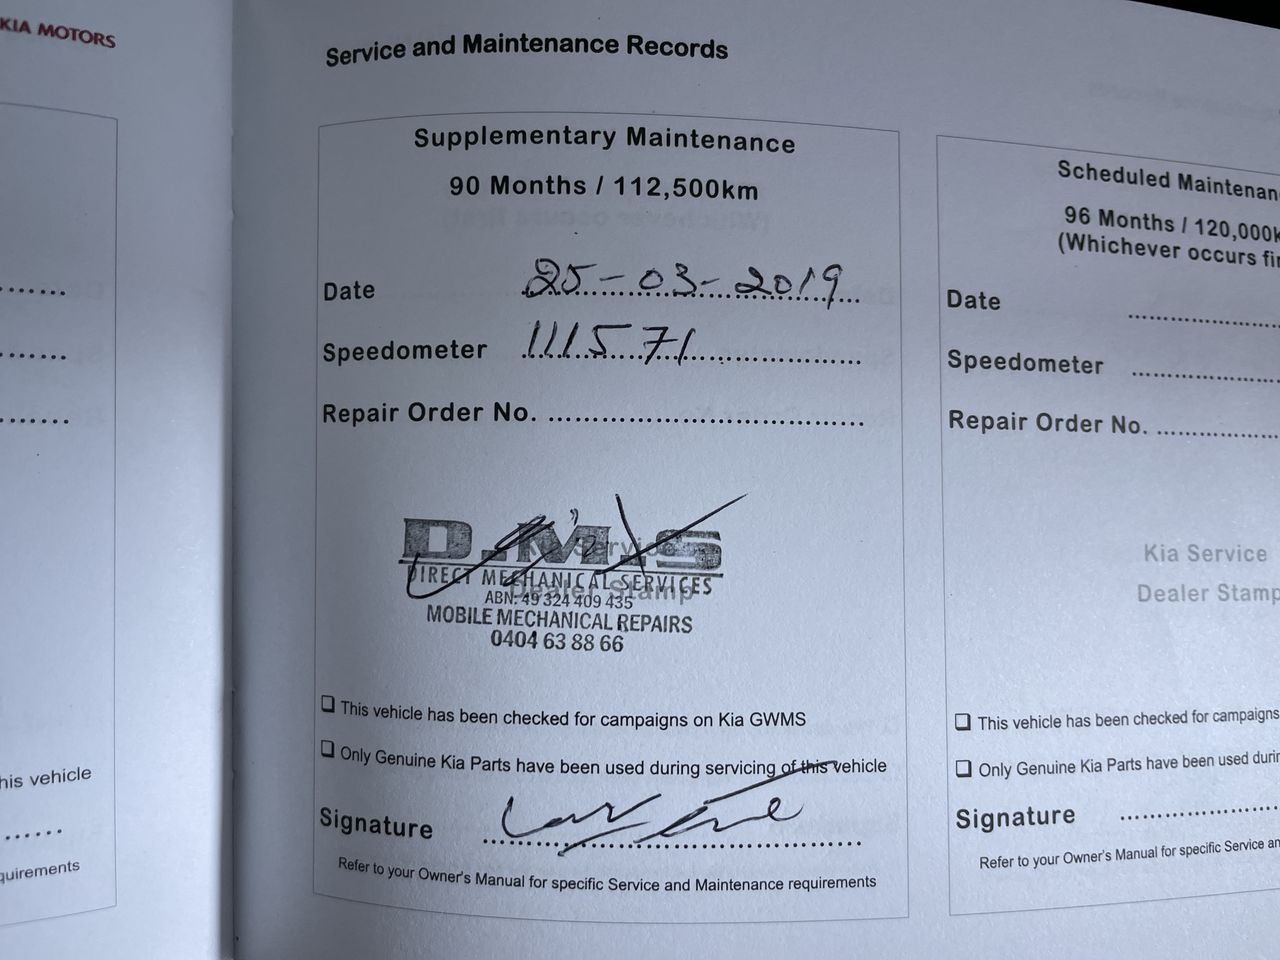 KIA MOTORS
his vehicle
quirements
Service and Maintenance Records
Supplementary Maintenance
90 Months / 112,500km
Date 25-03-2019
Speedometer 111571
Repair Order No.
Kia Service
Dealer Stamp
D.M.S
DIRECT MECHANICAL SERVICES
ABN: 49 324 409 435
MOBILE MECHANICAL REPAIRS
0404 63 88 66
❑ This vehicle has been checked for campaigns on Kia GWMS
❑ Only Genuine Kia Parts have been used during servicing of this vehicle
Signature
Refer to your Owner's Manual for specific Service and Maintenance requirements
Scheduled Maintenan
96 Months / 120,000k
(Whichever occurs fir
Date
Speedometer
Repair Order No.
Kia Service
Dealer Stamp
❑ This vehicle has been checked for campaigns
❑ Only Genuine Kia Parts have been used durin
Signature
Refer to your Owner's Manual for specific Service an